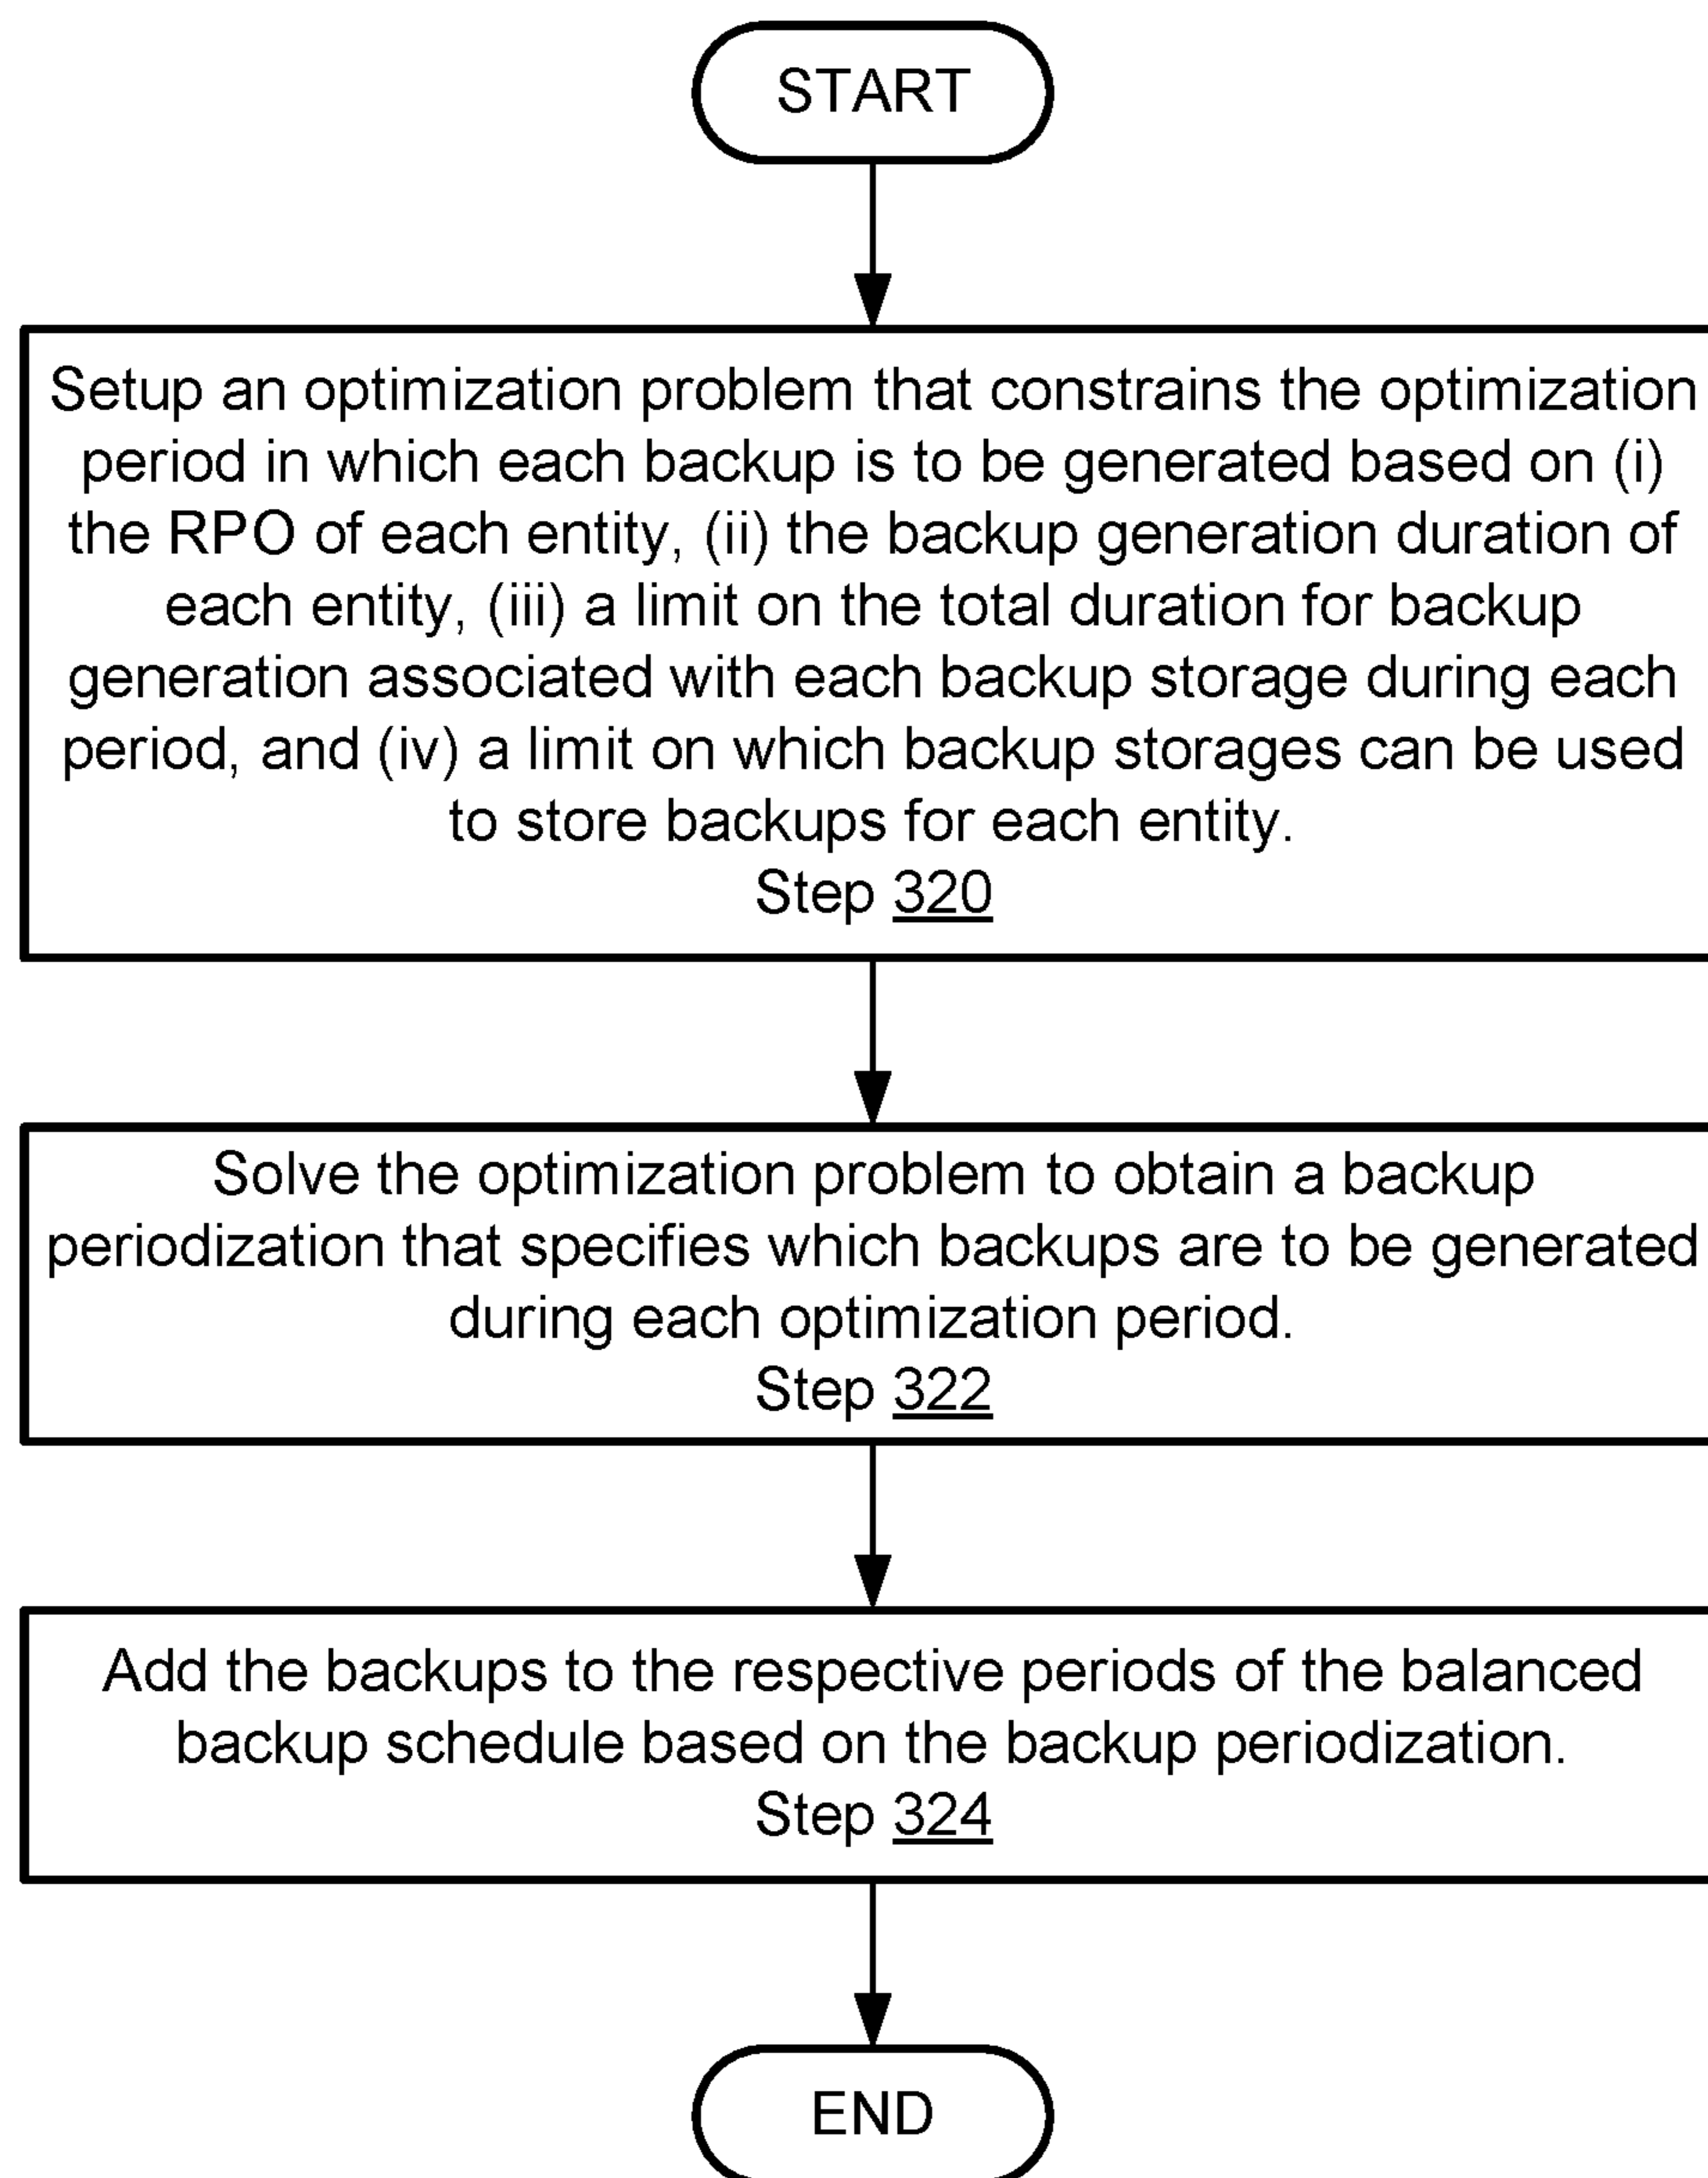 START
Setup an optimization problem that constrains the optimization
period in which each backup is to be generated based on (i)
the RPO of each entity, (ii) the backup generation duration of
each entity, (iii) a limit on the total duration for backup
generation associated with each backup storage during each
period, and (iv) a limit on which backup storages can be used
to store backups for each entity.
Step 320
Solve the optimization problem to obtain a backup
periodization that specifies which backups are to be generated
during each optimization period.
Step 322
Add the backups to the respective periods of the balanced
backup schedule based on the backup periodization.
Step 324
END